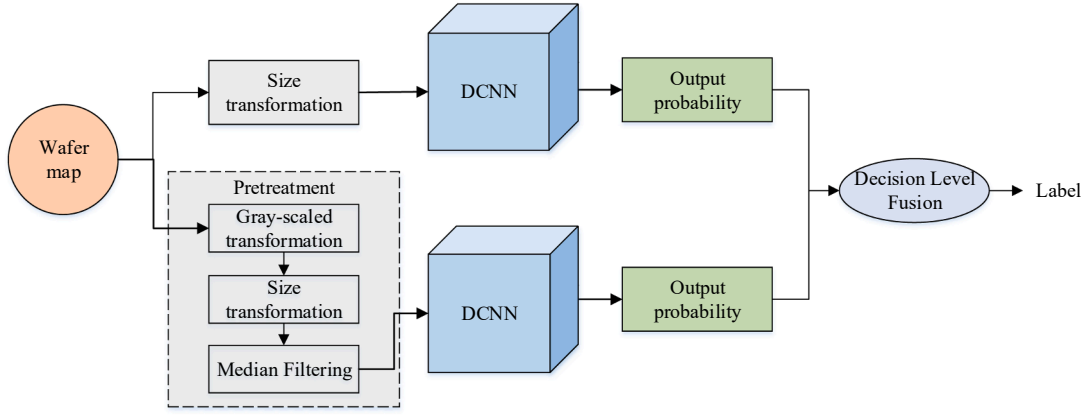 Wafer
map
Size
transformation
DCNN
Output
probability
Pretreatment
Gray-scaled
transformation
Size
transformation
Median Filtering
DCNN
Output
probability
Decision Level
Fusion
Label